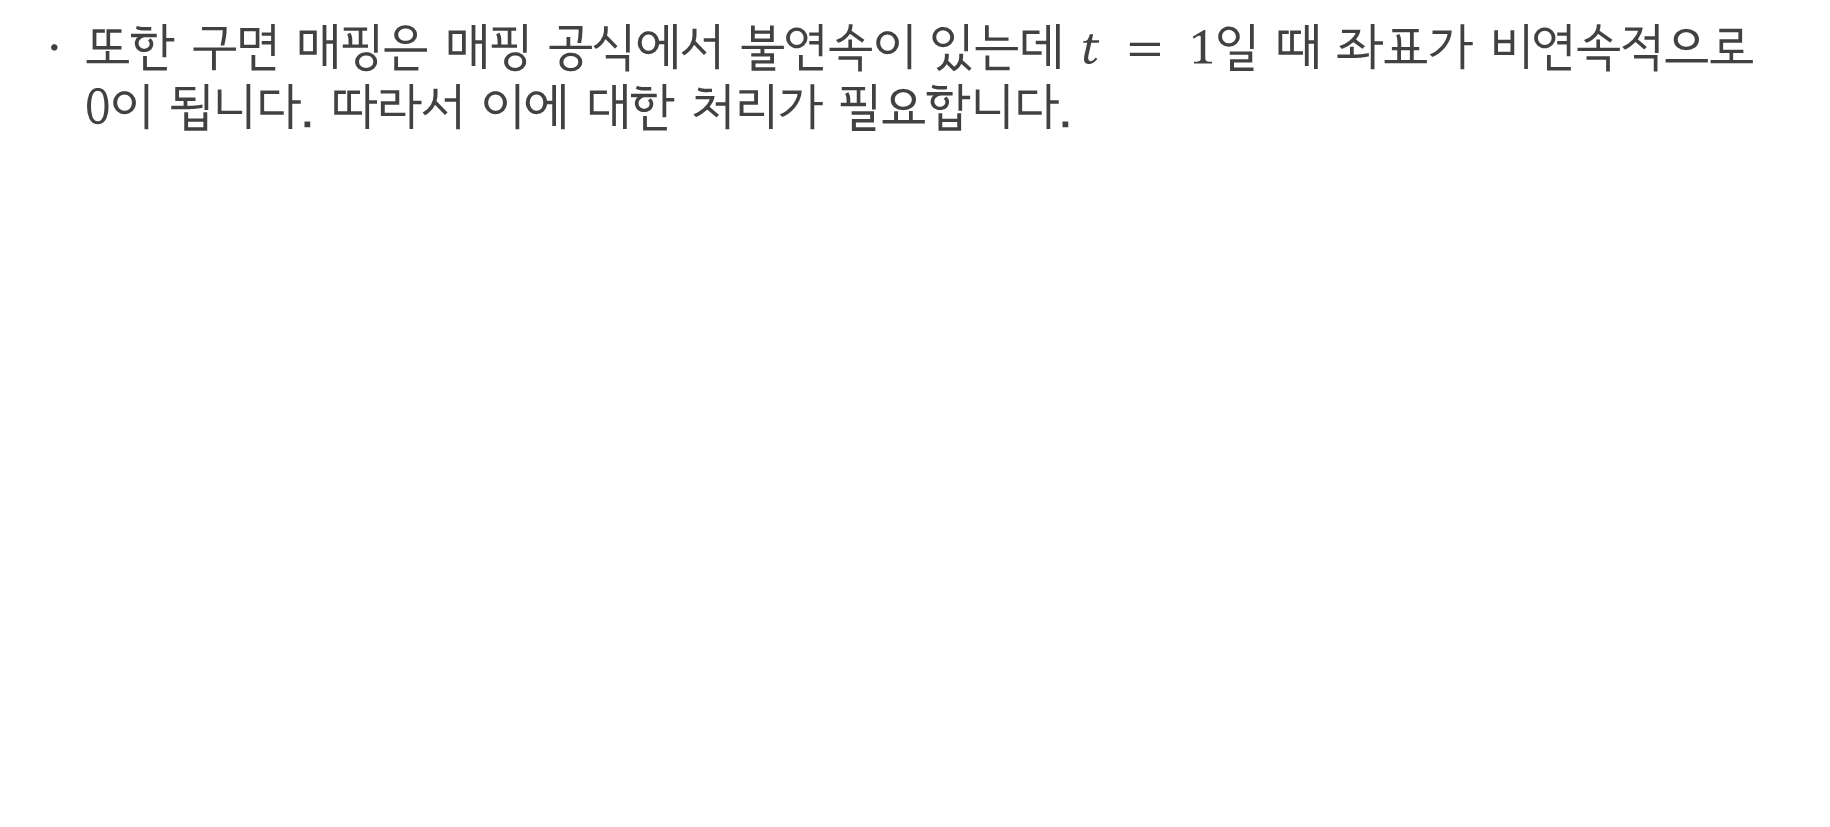 · 또한 구면 매핑은 매핑 공식에서 불연속이 있는데 t = 1일 때 좌표가 비연속적으로
0이 됩니다. 따라서 이에 대한 처리가 필요합니다.